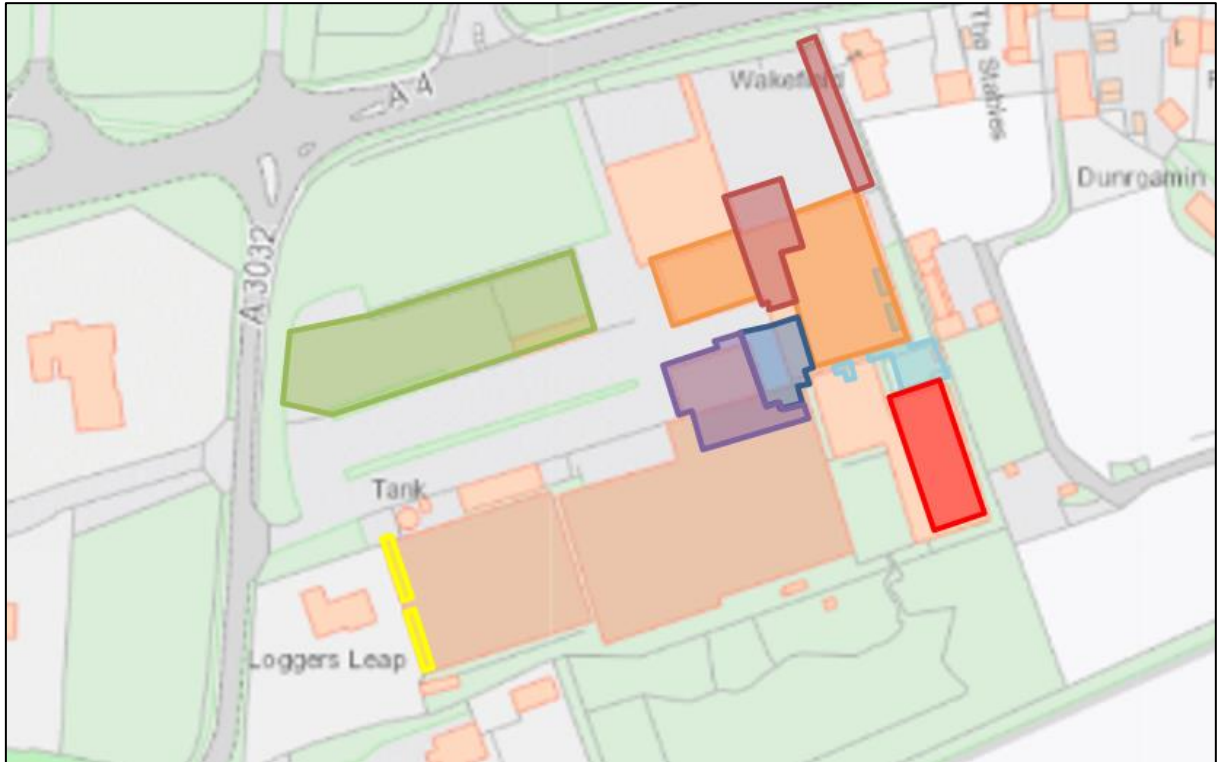 A 4
Wakefield
The Stables
L
Dunroamin
A 3032
Tank
Loggers Leap